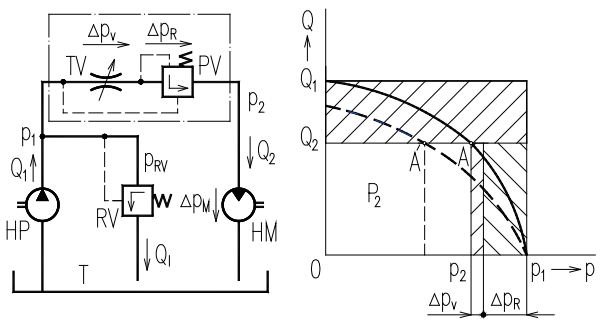 Δp_v Δp_R
TV PV
p_1 p_2
Q_1 p_RV Q_2
HP RV Δp_M HM
Q_1
T
Q
Q_1
Q_2
A' A
P_2
0 p_2 p_1 p
Δp_v Δp_R